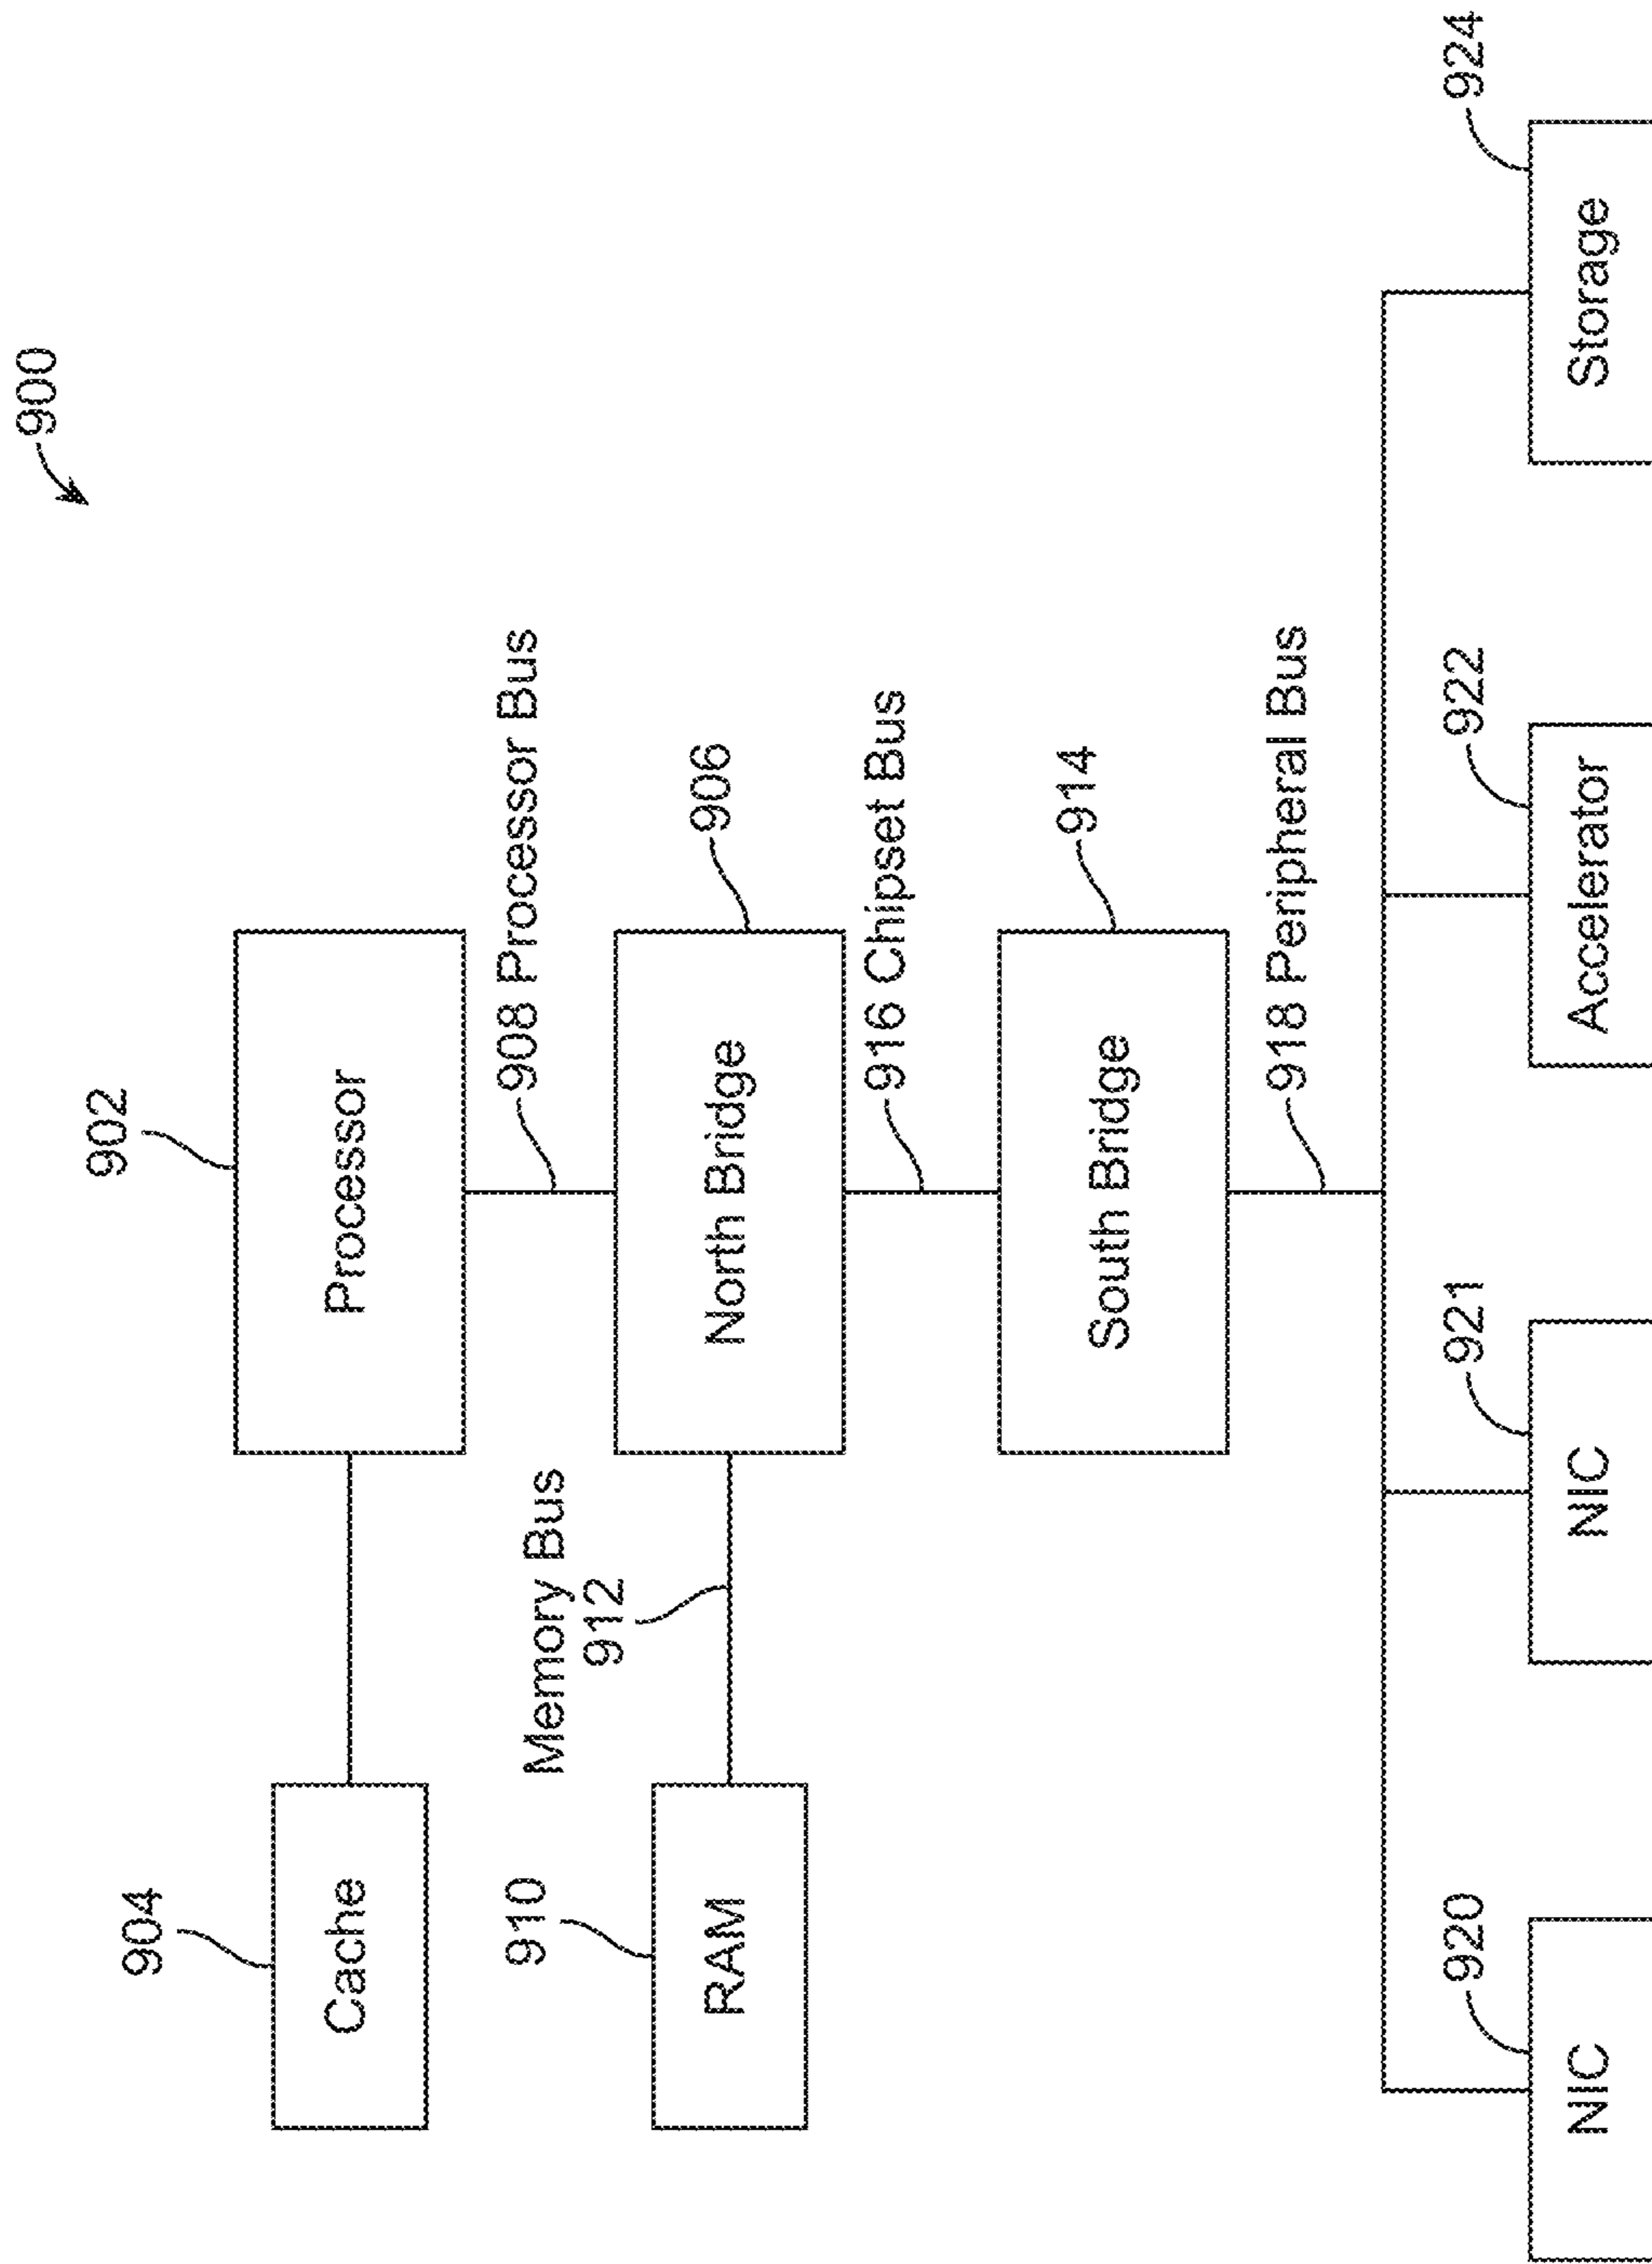 900
902
904
Processor
Cache
908 Processor Bus
Memory Bus
912
906
910
North Bridge
RAM
916 Chipset Bus
914
South Bridge
918 Peripheral Bus
920
921
922
924
NIC
NIC
Accelerator
Storage